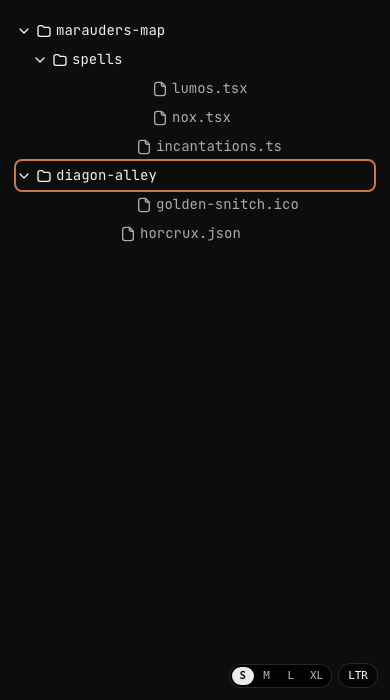 marauders-map
spells
lumos.tsx
nox.tsx
incantations.ts
diagon-alley
golden-snitch.ico
horcrux.json
S M L XL LTR